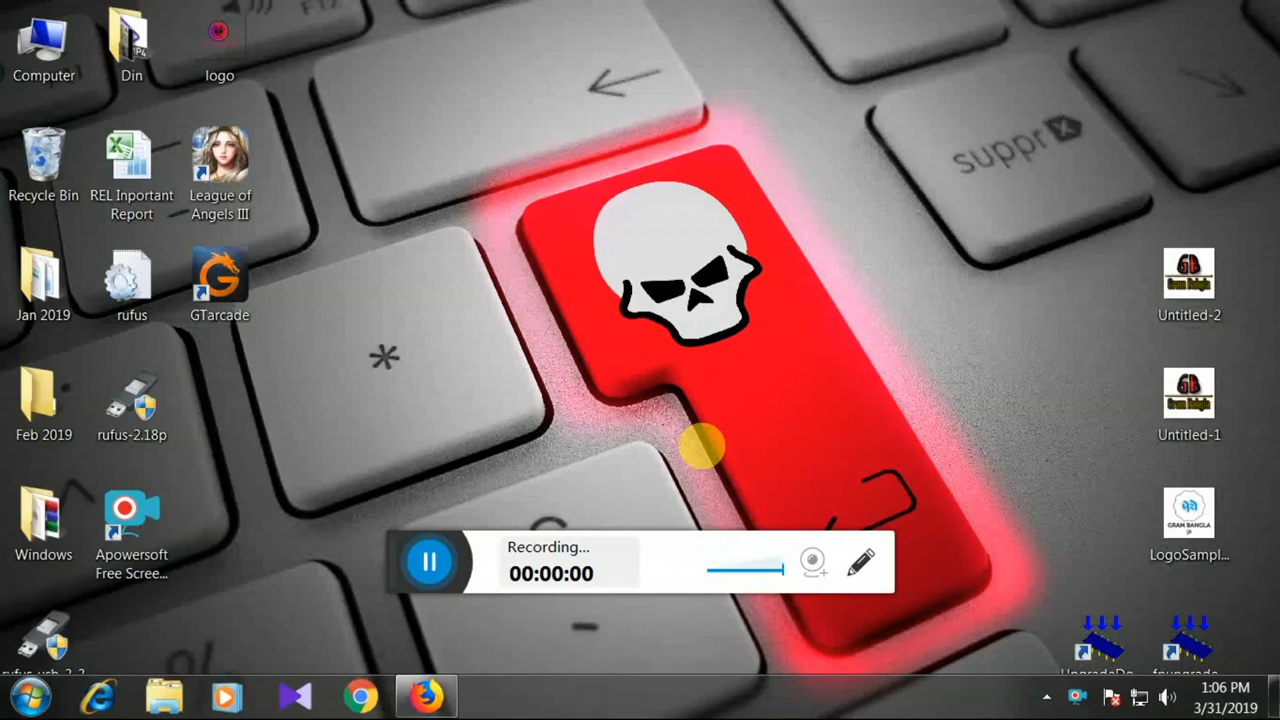 Computer
Din
logo
Recycle Bin
REL Inportant
Report
League of
Angels III
Jan 2019
rufus
GTarcade
Feb 2019
rufus-2.18p
Windows
Apowersoft
Free Scree...
suppr
*
Untitled-2
Untitled-1
GRAM BANGLA
LogoSampl...
Recording...
00:00:00
1:06 PM
3/31/2019